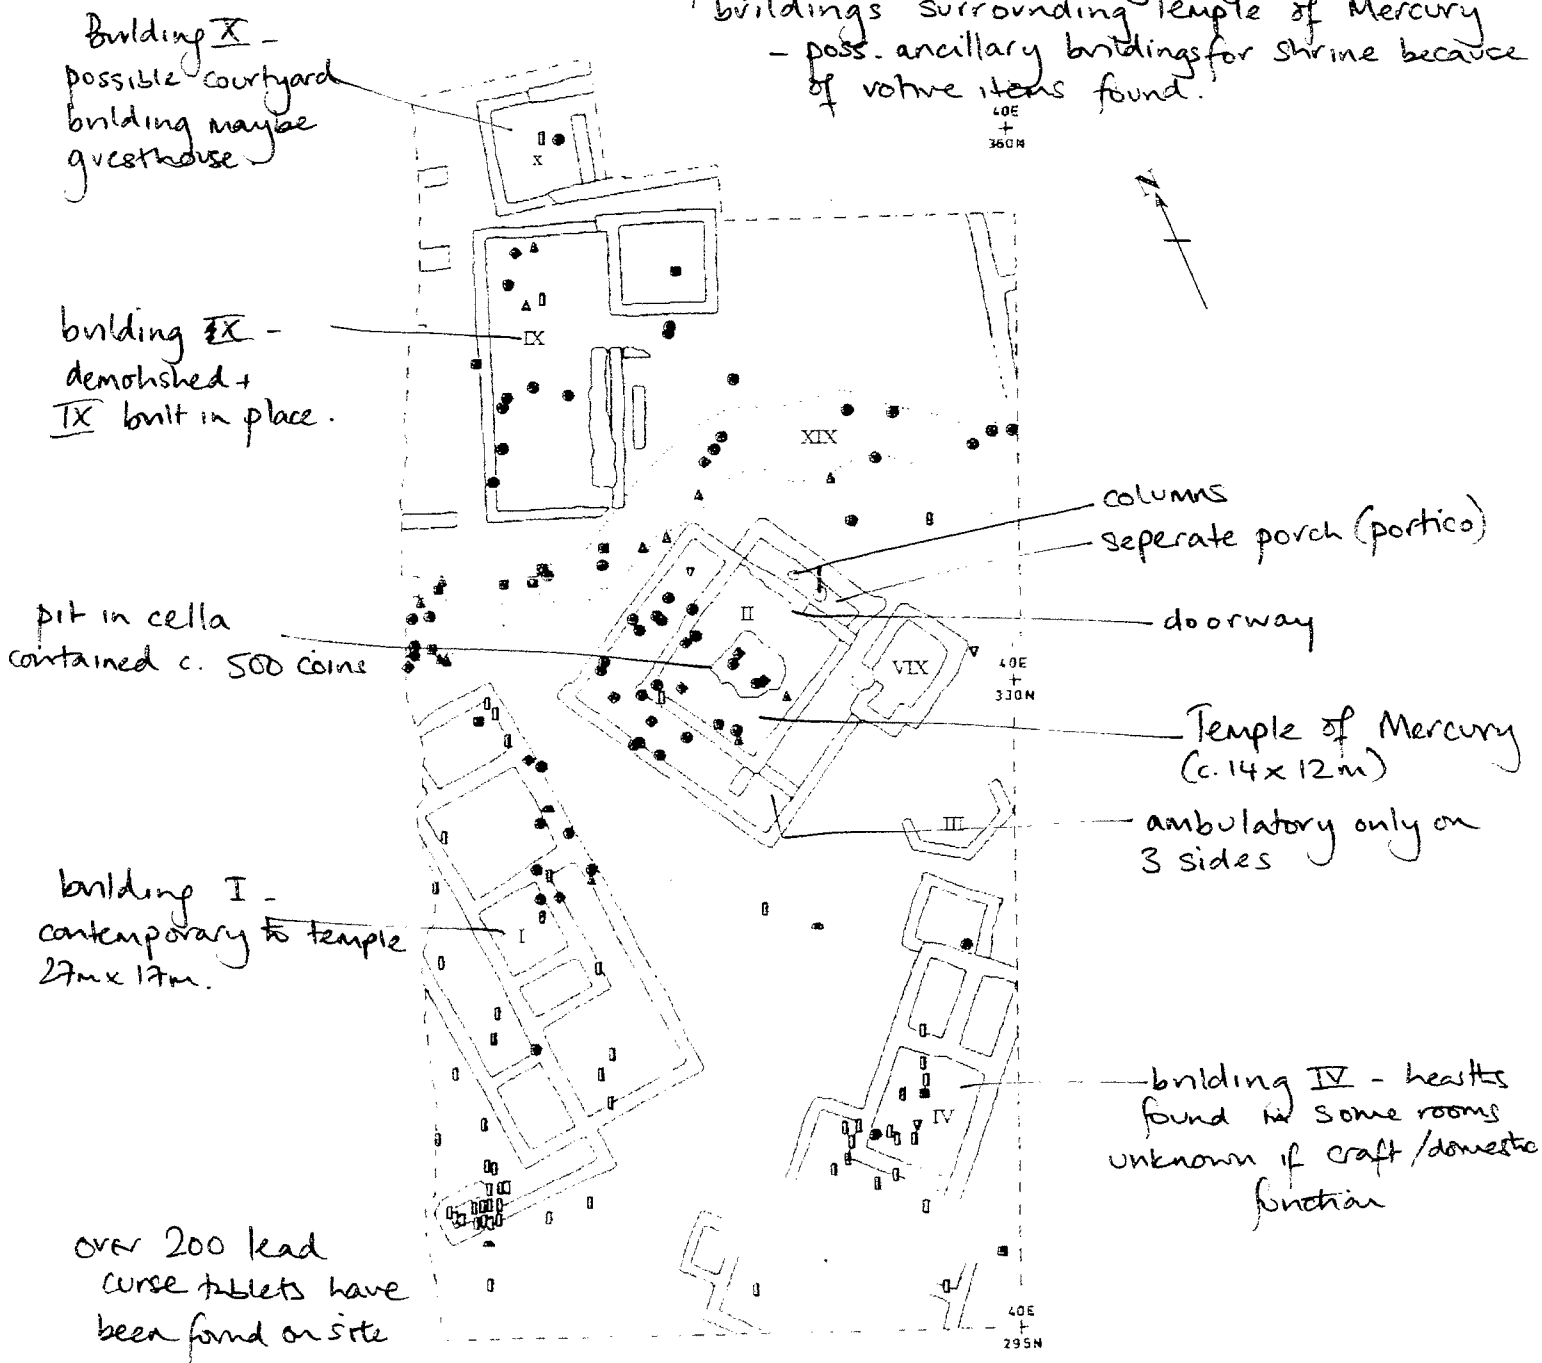 buildings surrounding Temple of Mercury
- poss. ancillary buildings for shrine because
of votive items found.
Building X -
possible courtyard
building maybe
guesthouse
40E
360N
N
X
building IX -
demolished +
IX built in place.
IX
XIX
columns
seperate porch (portico)
doorway
II
VIX
40E
330N
pit in cella
contained c. 500 coins
Temple of Mercury
(c. 14 x 12m)
III
ambulatory only on
3 sides
building I -
contemporary to temple
27m x 17m.
I
building IV - hearths
found in some rooms
unknown if craft/domestic
function
IV
over 200 lead
curse tablets have
been found on site
40E
295N